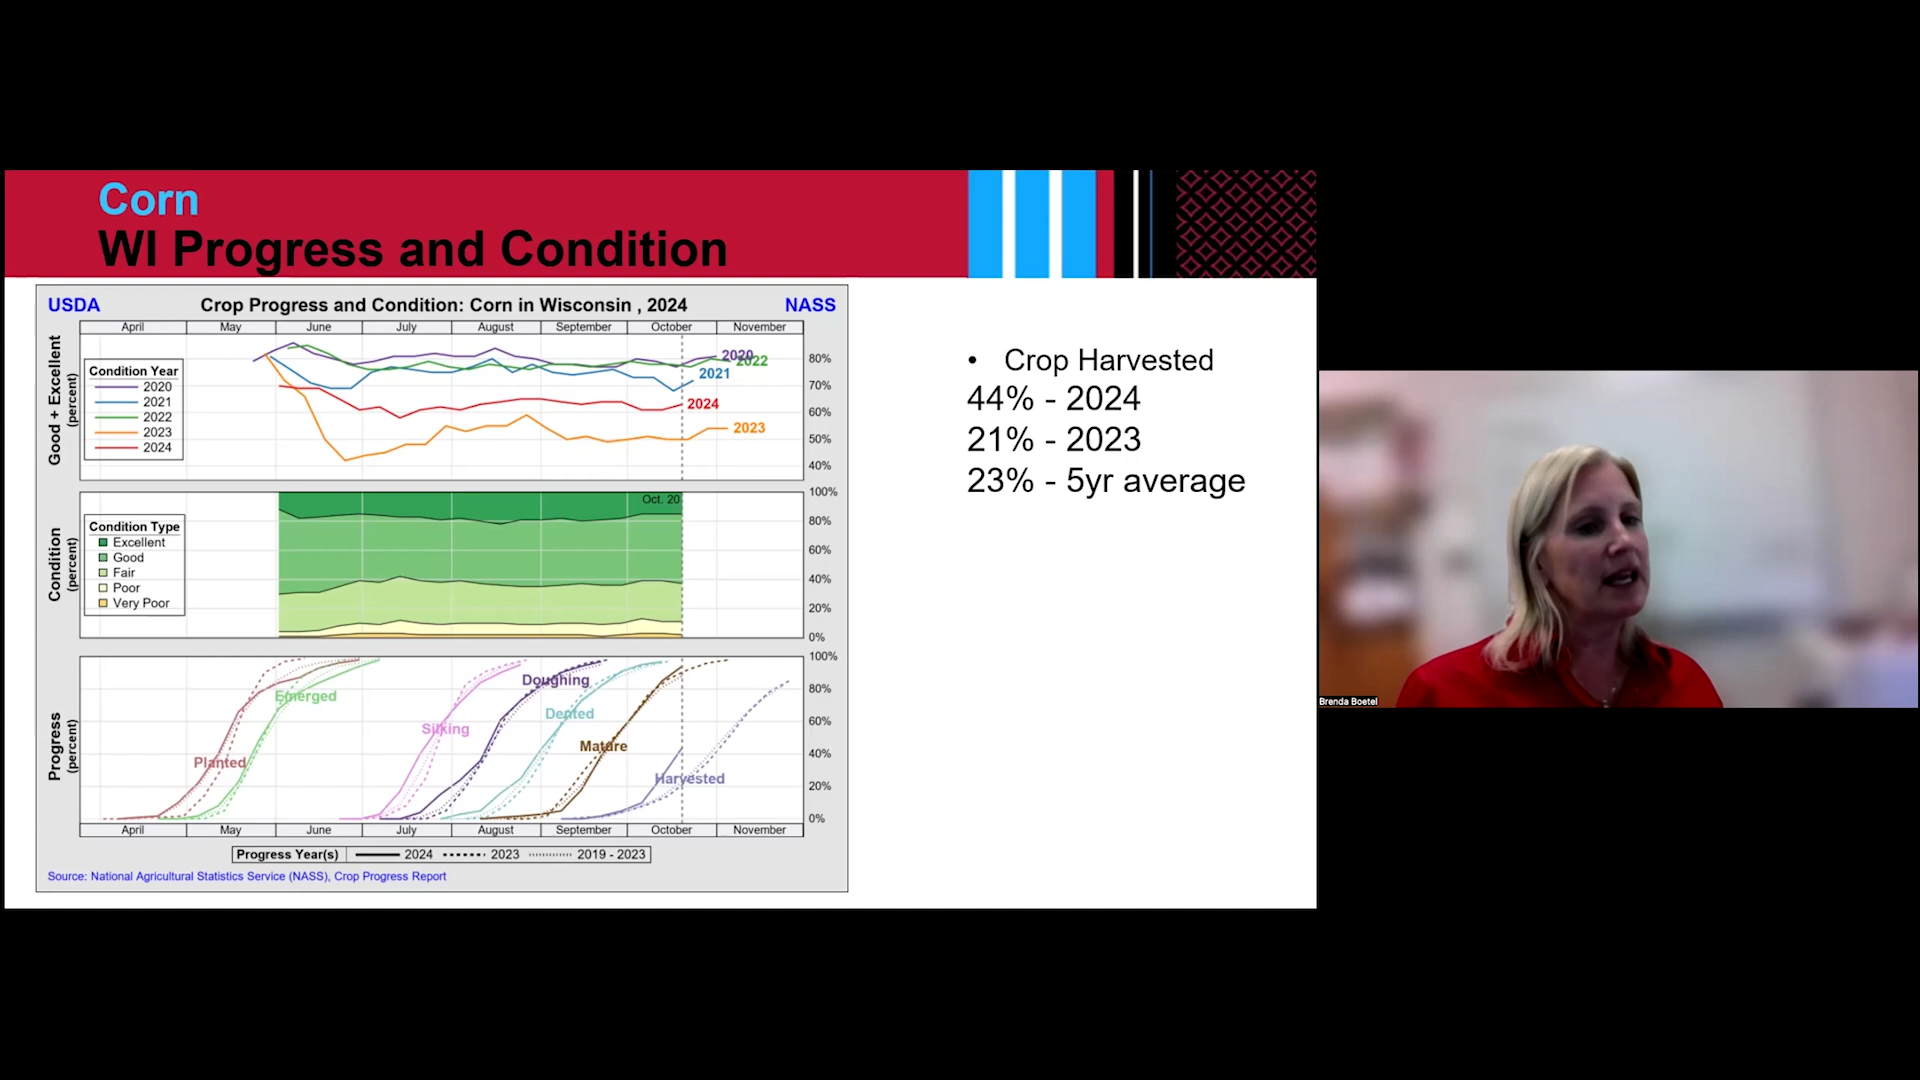 Corn
WI Progress and Condition
USDA
Crop Progress and Condition: Corn in Wisconsin , 2024
NASS
April May June July August September October November
Good + Excellent
(percent)
Condition Year
2020
2021
2022
2023
2024
2020
2022
2021
2024
2023
80%
70%
60%
50%
40%
Condition
(percent)
Condition Type
Excellent
Good
Fair
Poor
Very Poor
Oct. 20
100%
80%
60%
40%
20%
0%
Progress
(percent)
Planted
Emerged
Silking
Doughing
Dented
Mature
Harvested
100%
80%
60%
40%
20%
0%
April May June July August September October November
Progress Year(s) 2024 2023 2019 - 2023
Source: National Agricultural Statistics Service (NASS), Crop Progress Report
• Crop Harvested
44% - 2024
21% - 2023
23% - 5yr average
Brenda Boetel